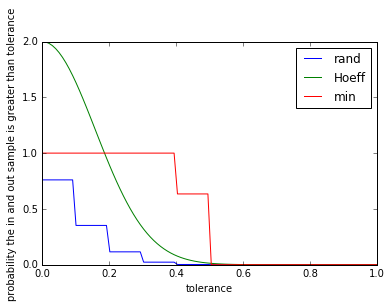 probability the in and out sample is greater than tolerance
2.0
1.5
1.0
0.5
0.0
0.0
0.2
0.4
0.6
0.8
1.0
tolerance
rand
Hoeff
min